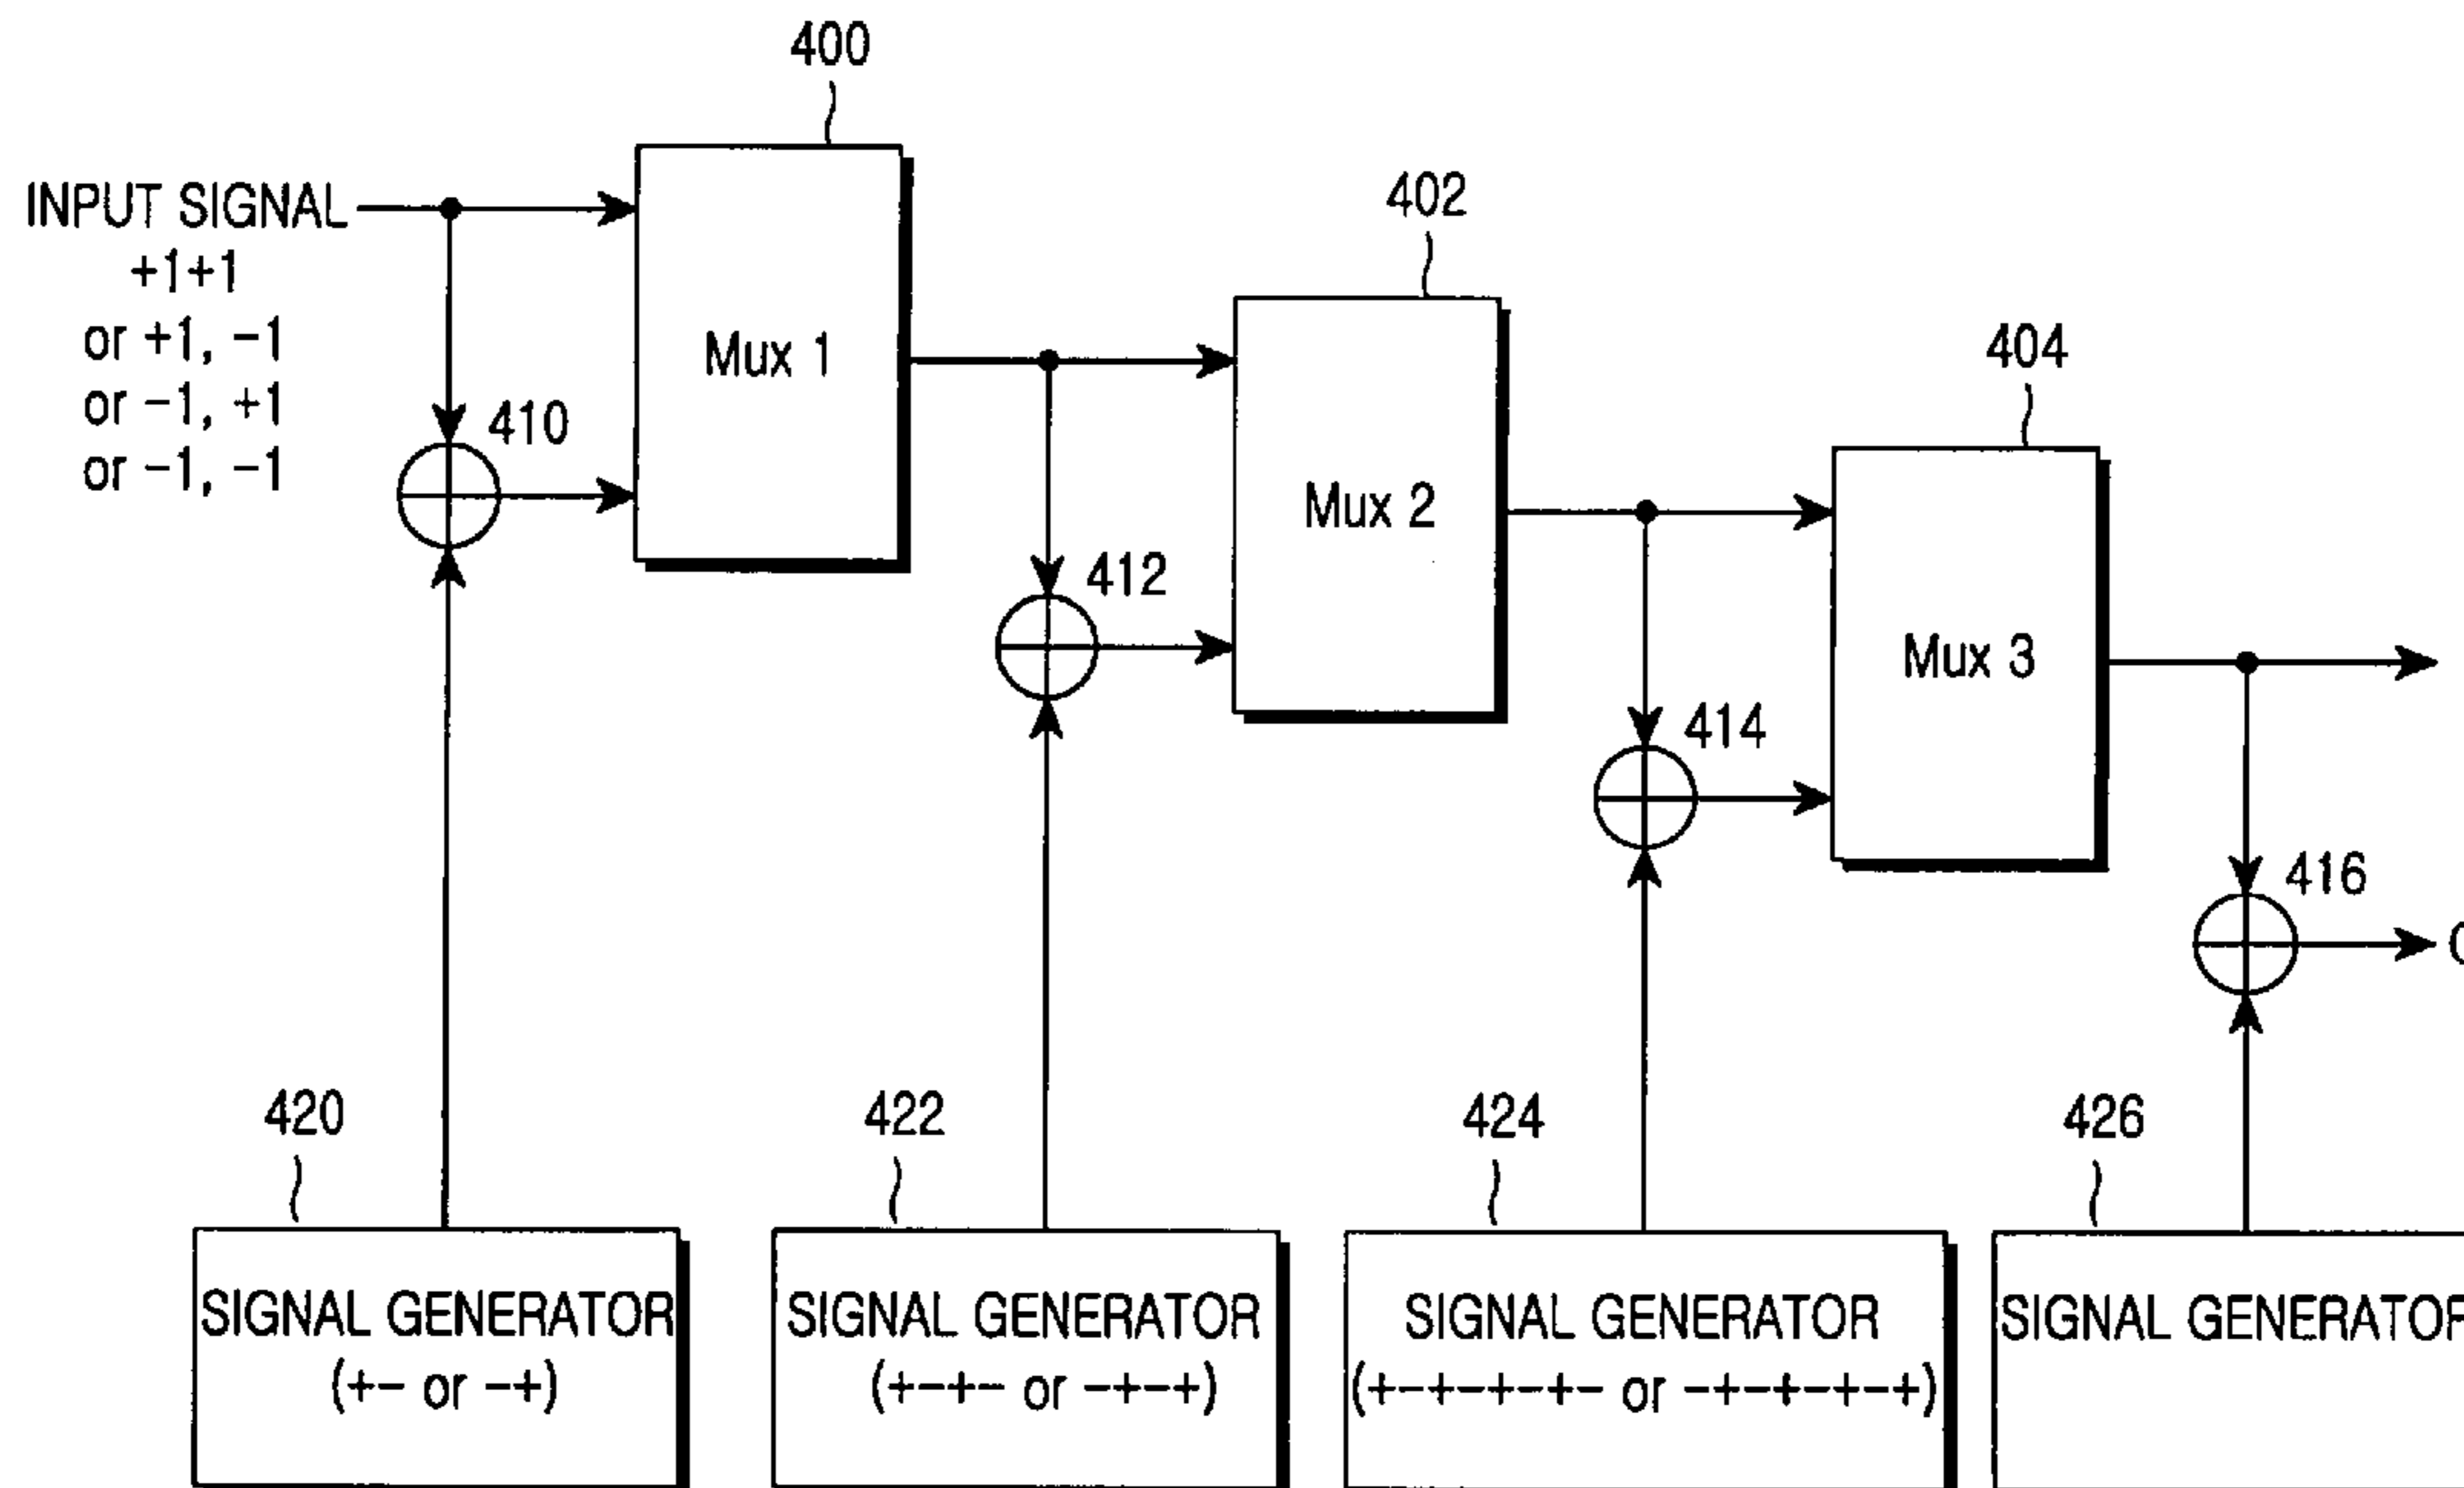 400
INPUT SIGNAL
+1+1
or +1, -1
or -1, +1
or -1, -1
410
Mux 1
402
412
Mux 2
404
414
Mux 3
416
420
SIGNAL GENERATOR
(+- or -+)
422
SIGNAL GENERATOR
(+-+- or -+-+)
424
SIGNAL GENERATOR
(+-+-+-+- or -+-+-+-+)
426
SIGNAL GENERATOR